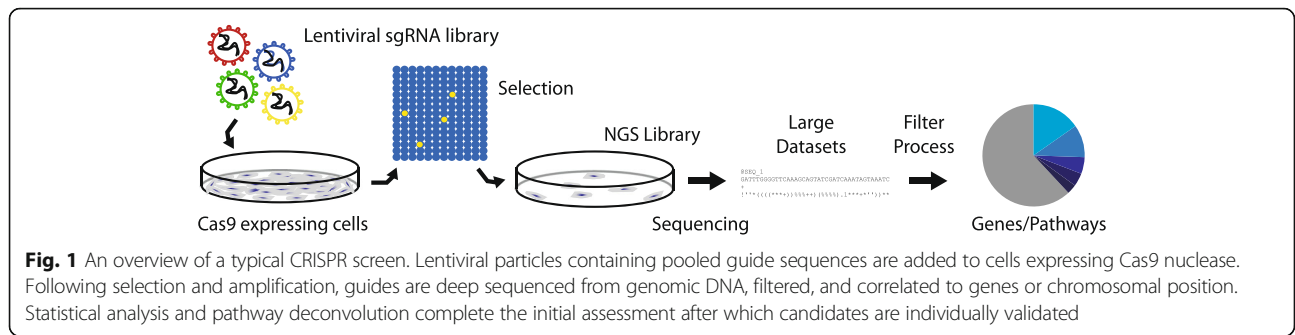 Lentiviral sgRNA library
Selection
NGS Library
Large
Datasets
Filter
Process
#SEQ_1
GATTTGGGGTTCAAAGCAGTATCGATCAAATAGTAAATC
+
!''*((((***+))%%%++)(%%%%).1***+*''))**
Cas9 expressing cells
Sequencing
Genes/Pathways
Fig. 1 An overview of a typical CRISPR screen. Lentiviral particles containing pooled guide sequences are added to cells expressing Cas9 nuclease.
Following selection and amplification, guides are deep sequenced from genomic DNA, filtered, and correlated to genes or chromosomal position.
Statistical analysis and pathway deconvolution complete the initial assessment after which candidates are individually validated